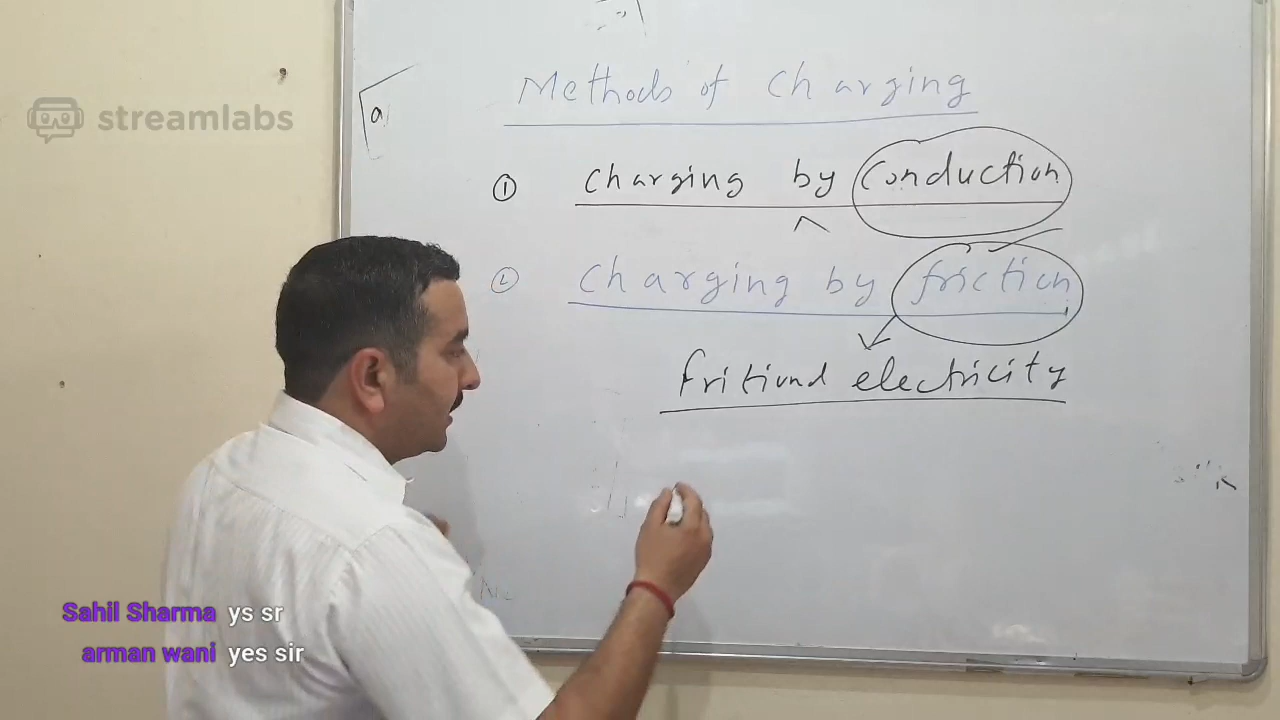 streamlabs
a
Methods of Charging
① Charging by Conduction
② Charging by friction
fritiund electricity
Sahil Sharma ys sr
arman wani yes sir